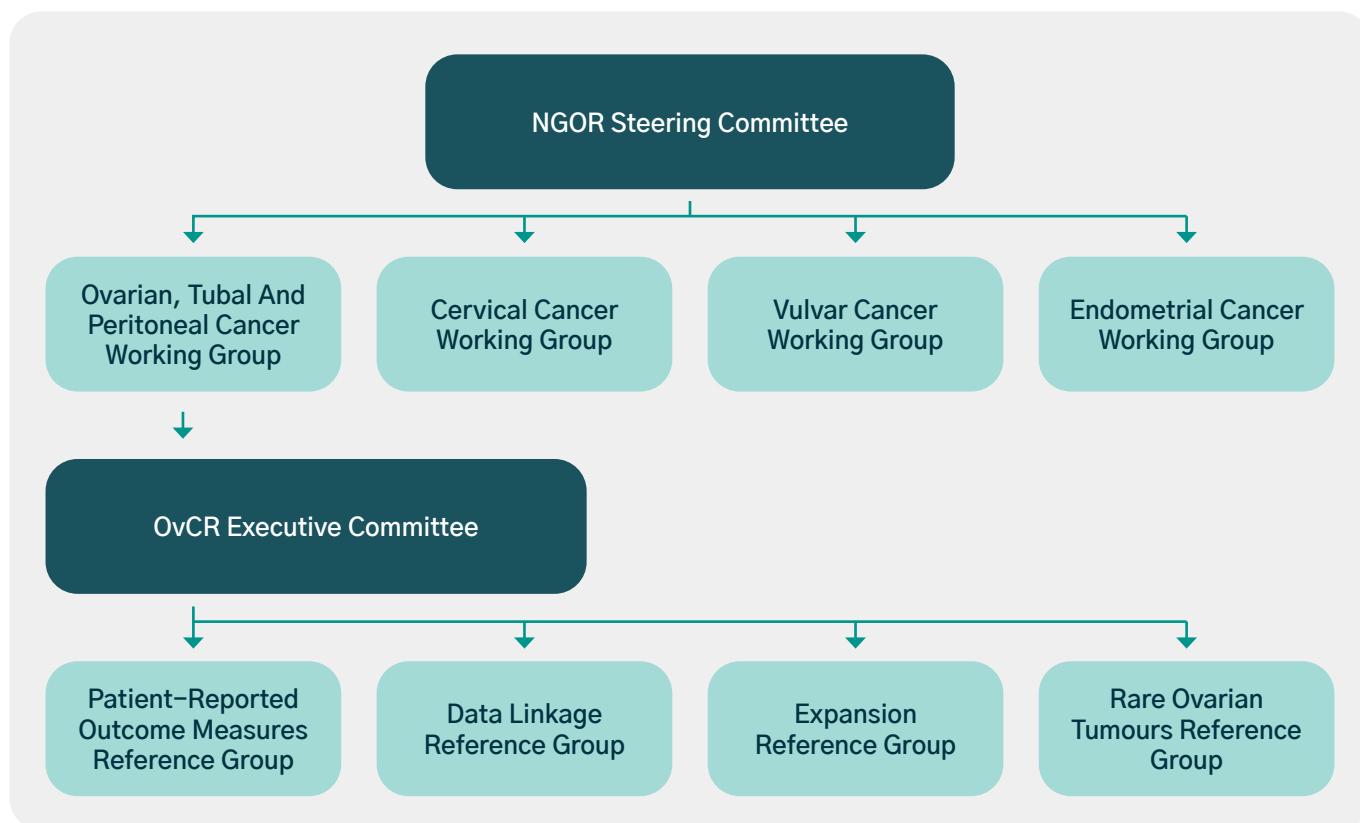 NGOR Steering Committee
Ovarian, Tubal And
Peritoneal Cancer
Working Group
Cervical Cancer
Working Group
Vulvar Cancer
Working Group
Endometrial Cancer
Working Group
OvCR Executive Committee
Patient-Reported
Outcome Measures
Reference Group
Data Linkage
Reference Group
Expansion
Reference Group
Rare Ovarian
Tumours Reference
Group